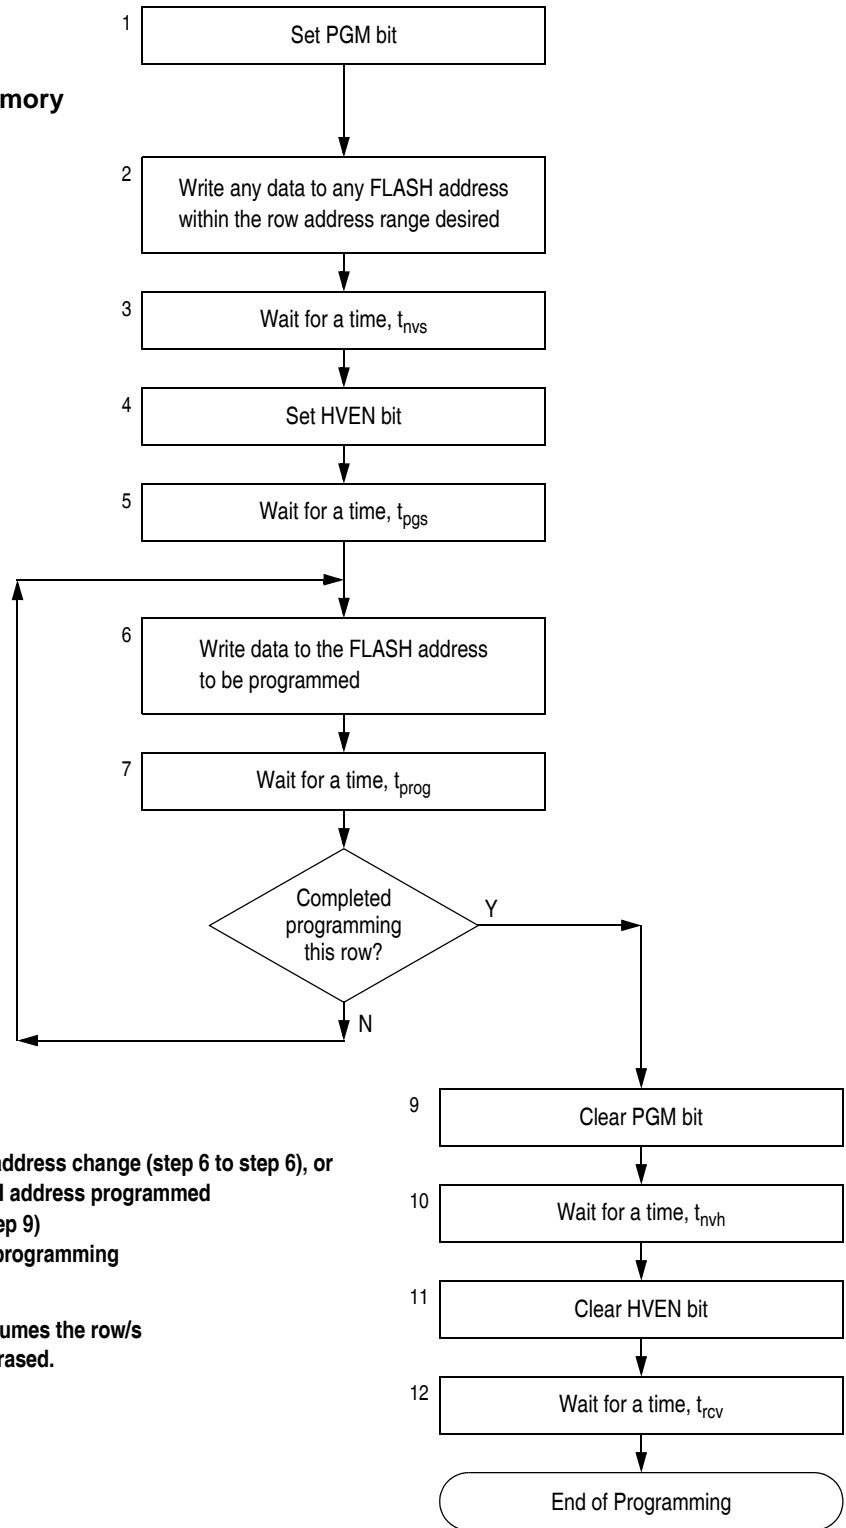 1
Set PGM bit
mory
2
Write any data to any FLASH address
within the row address range desired
3
Wait for a time, tnvs
4
Set HVEN bit
5
Wait for a time, tpgs
6
Write data to the FLASH address
to be programmed
7
Wait for a time, tprog
Completed
programming
this row?
Y
N
9
Clear PGM bit
address change (step 6 to step 6), or
address programmed
ep 9)
programming
10
Wait for a time, tnvh
11
Clear HVEN bit
umes the row/s
rased.
12
Wait for a time, trcv
End of Programming